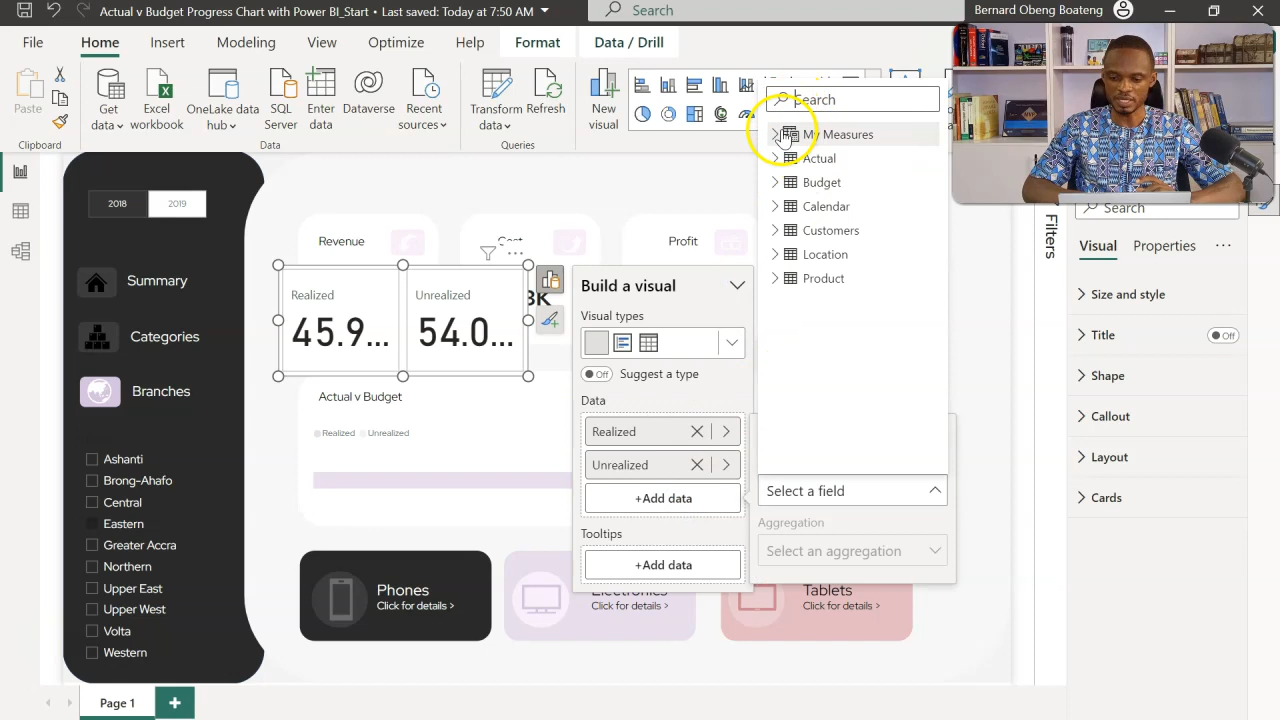 Actual v Budget Progress Chart with Power BI_Start • Last saved: Today at 7:50 AM
Search
Bernard Obeng Boateng
File
Home
Insert
Modeling
View
Optimize
Help
Format
Data / Drill
Paste
Get data
Excel workbook
OneLake data hub
SQL Server
Enter data
Dataverse
Recent sources
Transform data
Refresh
New visual
Clipboard
Data
Queries
Search
My Measures
Actual
Budget
Calendar
Customers
Location
Product
Select a field
Aggregation
Select an aggregation
2018
2019
Summary
Categories
Branches
Ashanti
Brong-Ahafo
Central
Eastern
Greater Accra
Northern
Upper East
Upper West
Volta
Western
Revenue
Cost
Profit
Realized
45.9...
Unrealized
54.0...
3K
Actual v Budget
Realized
Unrealized
Build a visual
Visual types
Off
Suggest a type
Data
Realized
Unrealized
+Add data
Tooltips
+Add data
Phones
Click for details >
Electronics
Click for details >
Tablets
Click for details >
Filters
Search
Visual
Properties
Size and style
Title
Off
Shape
Callout
Layout
Cards
Page 1